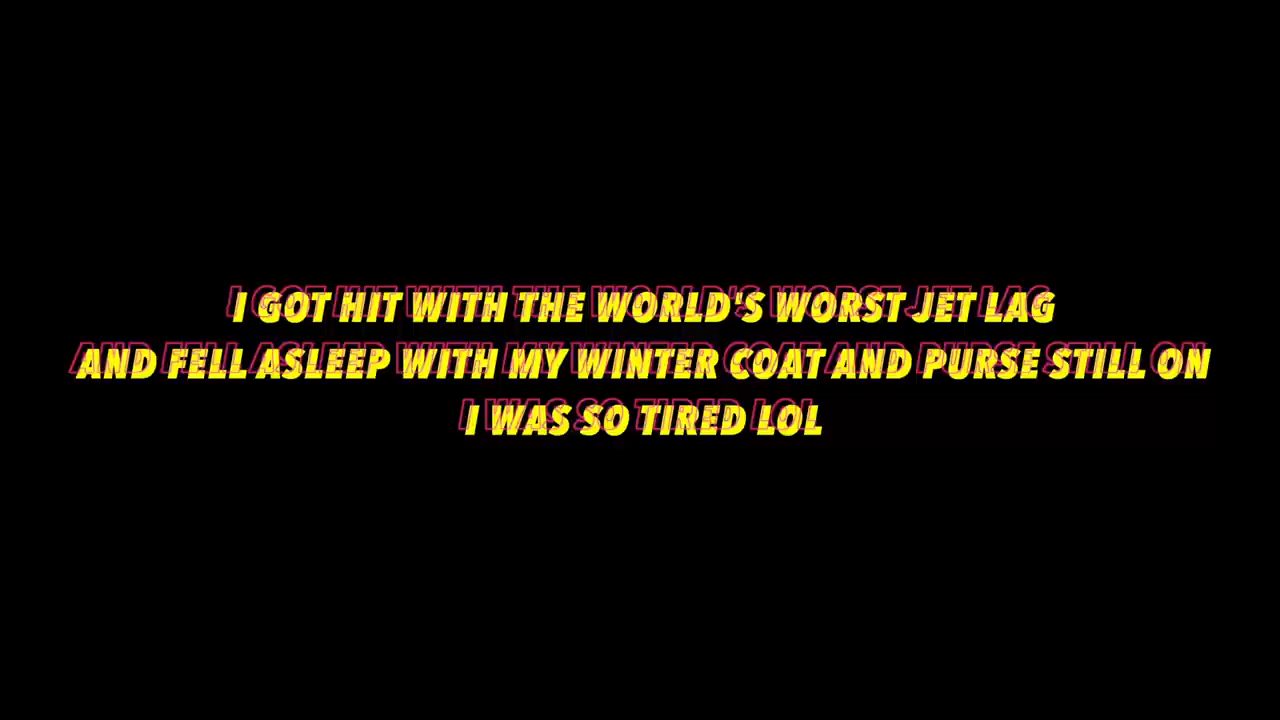 I GOT HIT WITH THE WORLD'S WORST JET LAG
AND FELL ASLEEP WITH MY WINTER COAT AND PURSE STILL ON
I WAS SO TIRED LOL